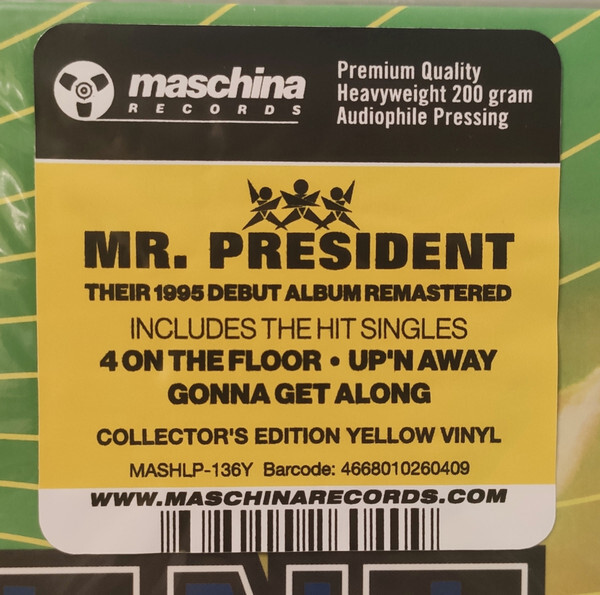 maschina
RECORDS
Premium Quality
Heavyweight 200 gram
Audiophile Pressing
MR. PRESIDENT
THEIR 1995 DEBUT ALBUM REMASTERED
INCLUDES THE HIT SINGLES
4 ON THE FLOOR • UP'N AWAY
GONNA GET ALONG
COLLECTOR'S EDITION YELLOW VINYL
MASHLP-136Y Barcode: 4668010260409
WWW.MASCHINARECORDS.COM